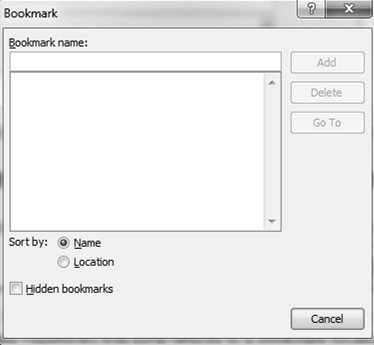 Bookmark
?
Bookmark name:
Add
Delete
Go To
Sort by:
Name
Location
Hidden bookmarks
Cancel